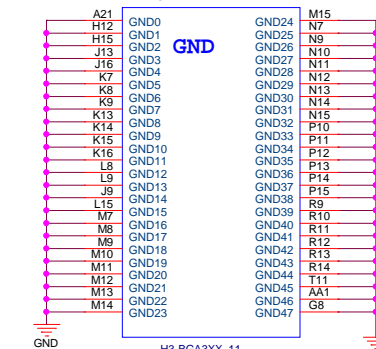 A21 GND0 GND24 M15
H12 GND1 GND25 N7
H15 GND2 GND26 N9
J13 GND3 GND27 N10
J16 GND4 GND28 N11
K7 GND5 GND29 N12
K8 GND6 GND30 N13
K9 GND7 GND31 N14
K13 GND8 GND32 N15
K14 GND9 GND33 P10
K15 GND10 GND34 P11
K16 GND11 GND35 P12
L8 GND12 GND36 P13
L9 GND13 GND37 P14
J9 GND14 GND38 P15
L15 GND15 GND39 R9
M7 GND16 GND40 R10
M8 GND17 GND41 R11
M9 GND18 GND42 R12
M10 GND19 GND43 R13
M11 GND20 GND44 R14
M12 GND21 GND45 T11
M13 GND22 GND46 AA1
M14 GND23 GND47 G8
GND
GND